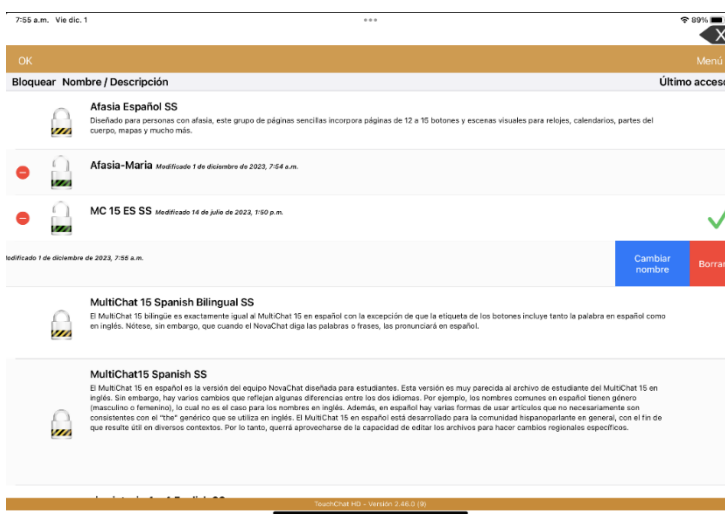 7:55 a.m. Vie dic. 1
89%
X
OK Menú
Bloquear Nombre / Descripción Último acceso
Afasia Español SS
Diseñado para personas con afasia, este grupo de páginas sencillas incorpora páginas de 12 a 15 botones y escenas visuales para relojes, calendarios, partes del
cuerpo, mapas y mucho más.
Afasia-Maria Modificado 1 de diciembre de 2023, 7:54 a.m.
MC 15 ES SS Modificado 14 de julio de 2023, 1:50 p.m.
Modificado 1 de diciembre de 2023, 7:55 a.m.
Cambiar
nombre
Borrar
MultiChat 15 Spanish Bilingual SS
El MultiChat 15 bilingüe es exactamente igual al MultiChat 15 en español con la excepción de que la etiqueta de los botones incluye tanto la palabra en español como
en inglés. Nótese, sin embargo, que cuando el NovaChat diga las palabras o frases, las pronunciará en español.
MultiChat15 Spanish SS
El MultiChat 15 en español es la versión del equipo NovaChat diseñada para estudiantes. Esta versión es muy parecida al archivo de estudiante del MultiChat 15 en
inglés. Sin embargo, hay varios cambios que reflejan algunas diferencias entre los dos idiomas. Por ejemplo, los nombres comunes en español tienen género
(masculino o femenino), lo cual no es el caso para los nombres en inglés. Además, en español hay varias formas de usar artículos que no necesariamente son
consistentes con el "the" genérico que se utiliza en inglés. El MultiChat 15 en español está desarrollado para la comunidad hispanoparlante en general, con el fin de
que resulte útil en diversos contextos. Por lo tanto, querrá aprovecharse de la capacidad de editar los archivos para hacer cambios regionales específicos.
TouchChat HD - Versión 2.46.0 (9)